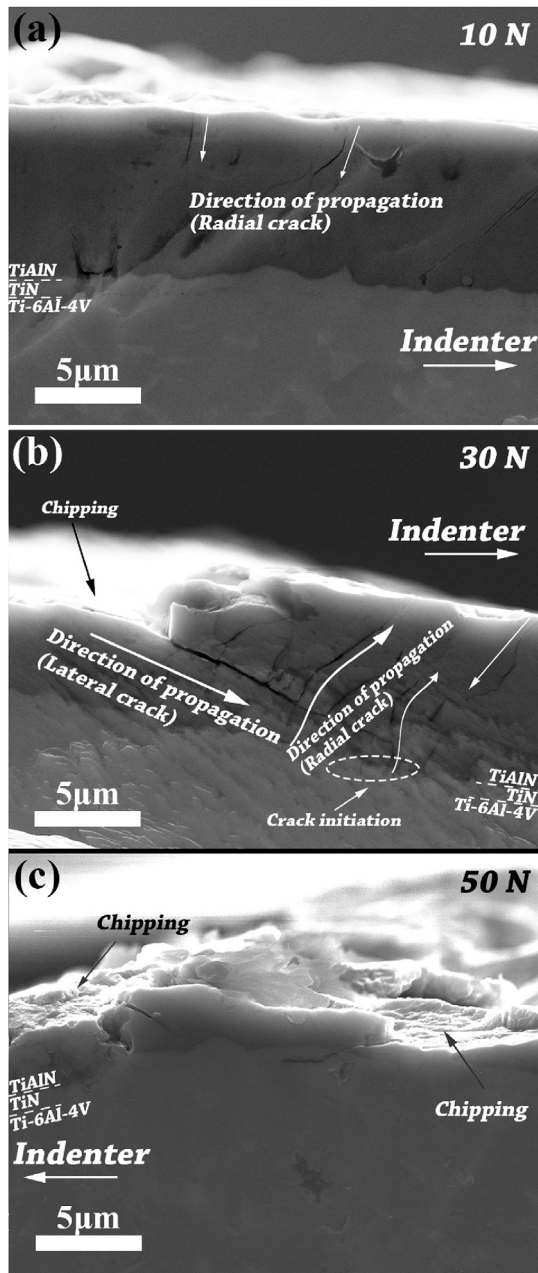 (a)
10 N
Direction of propagation
(Radial crack)
TiAlN
TiN
Ti-6Al-4V
Indenter
5μm
(b)
30 N
Chipping
Indenter
Direction of propagation
(Lateral crack)
Direction of propagation
(Radial crack)
TiAlN
TiN
Ti-6Al-4V
Crack initiation
5μm
(c)
50 N
Chipping
TiAlN
TiN
Ti-6Al-4V
Chipping
Indenter
5μm